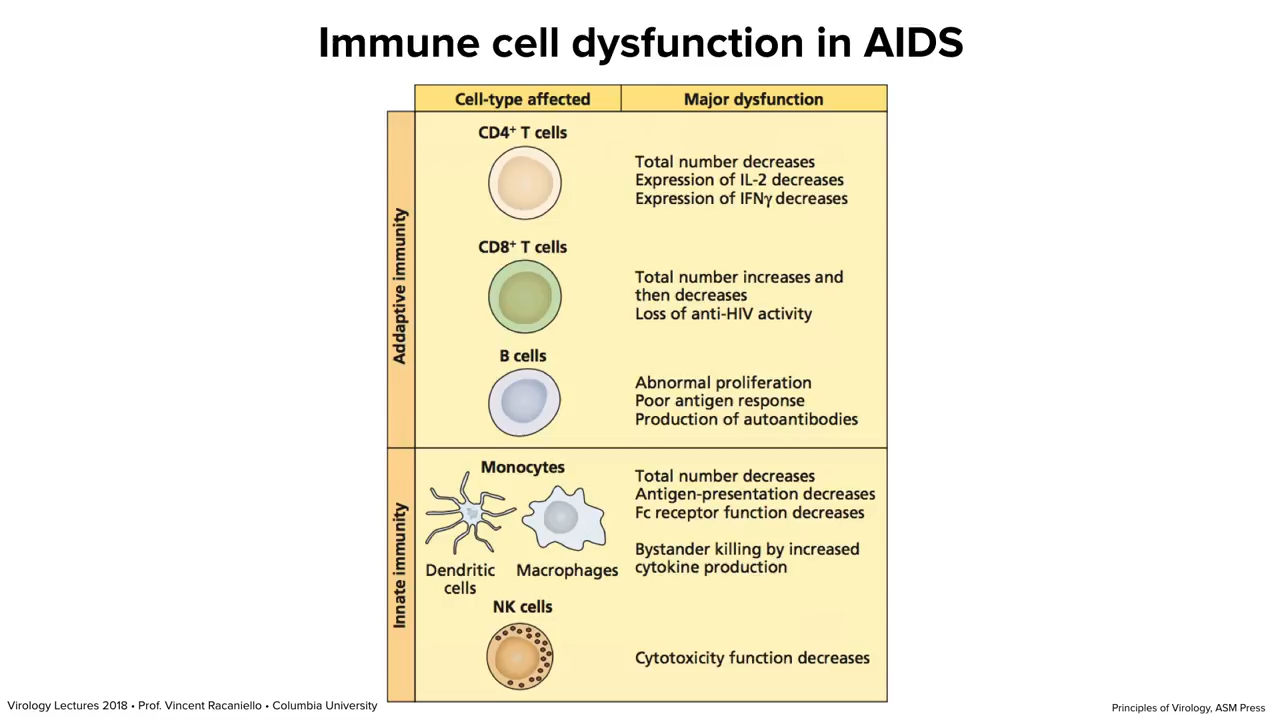 Immune cell dysfunction in AIDS
Cell-type affected
Major dysfunction
Addaptive immunity
CD4⁺ T cells
Total number decreases
Expression of IL-2 decreases
Expression of IFNγ decreases
CD8⁺ T cells
Total number increases and
then decreases
Loss of anti-HIV activity
B cells
Abnormal proliferation
Poor antigen response
Production of autoantibodies
Innate immunity
Monocytes
Dendritic
cells
Macrophages
Total number decreases
Antigen-presentation decreases
Fc receptor function decreases
Bystander killing by increased
cytokine production
NK cells
Cytotoxicity function decreases
Virology Lectures 2018 • Prof. Vincent Racaniello • Columbia University
Principles of Virology, ASM Press